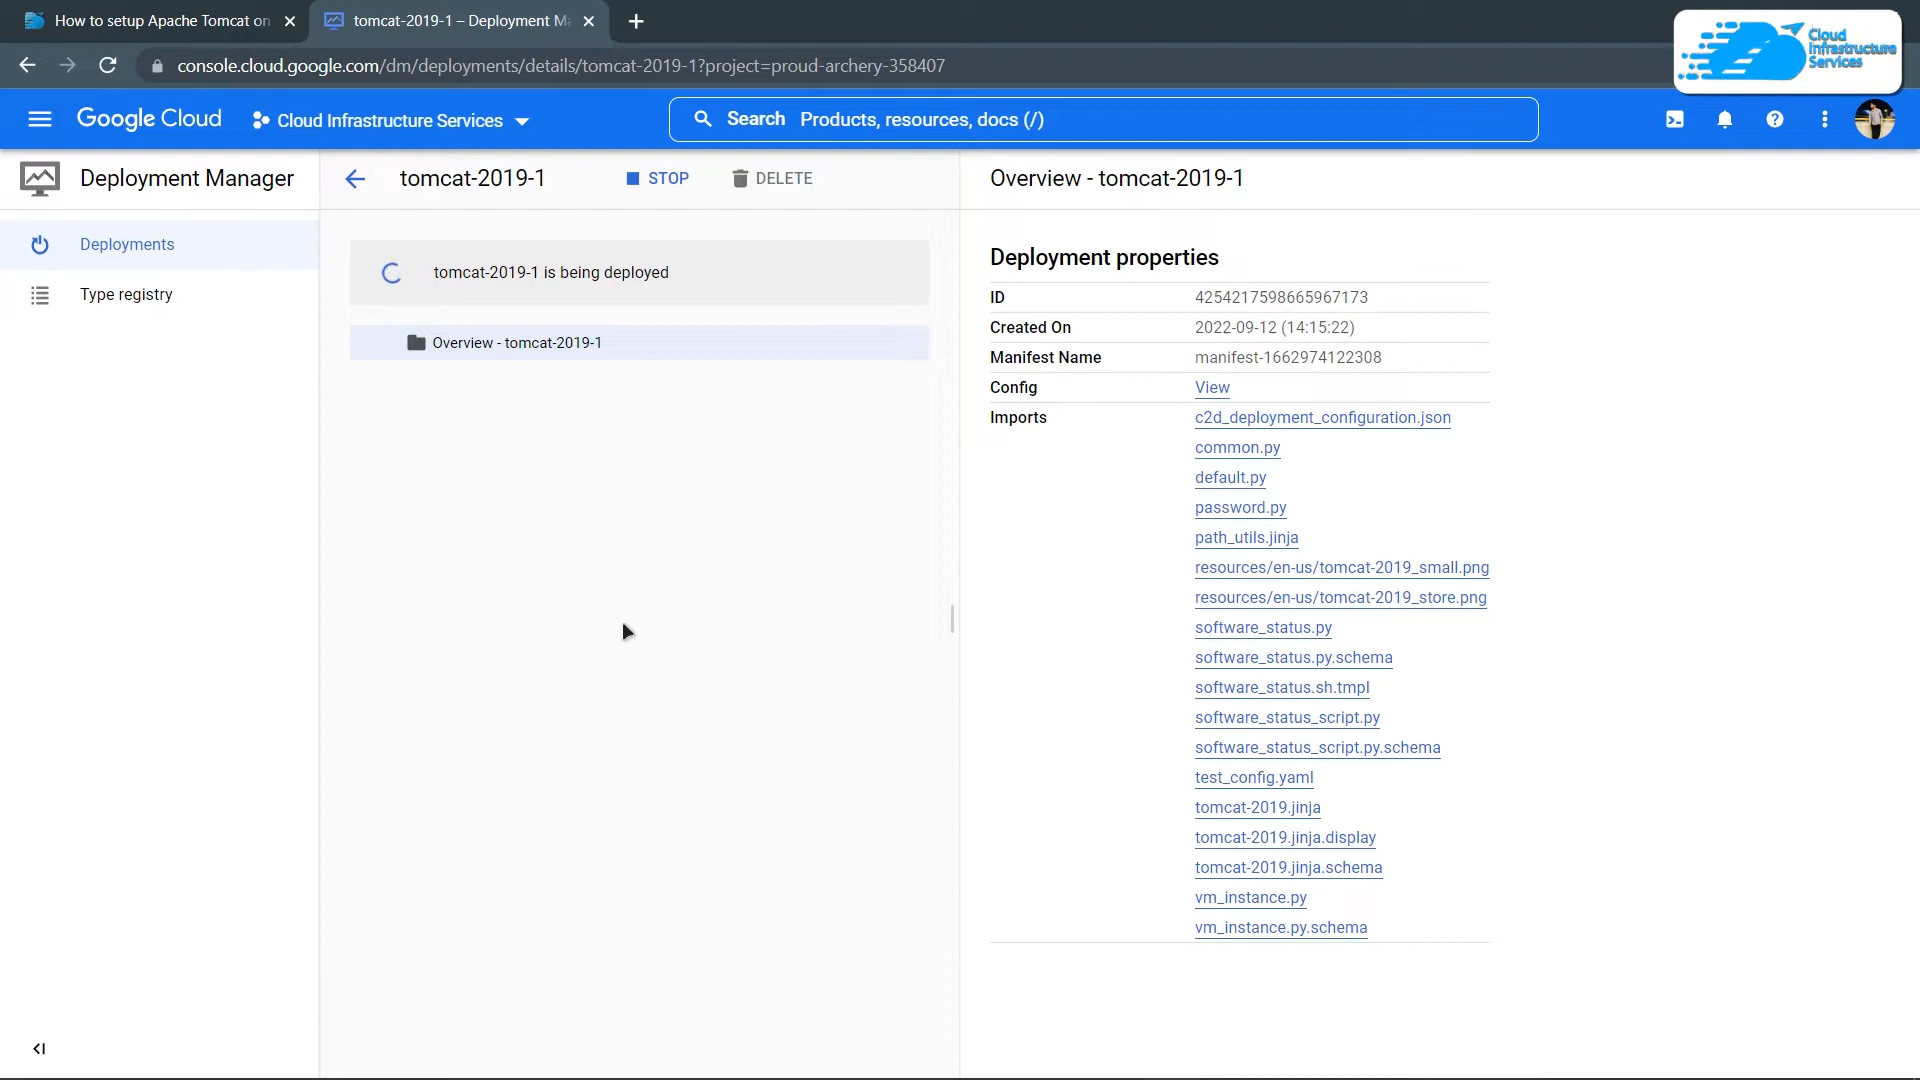 How to setup Apache Tomcat on
tomcat-2019-1 – Deployment Ma
console.cloud.google.com/dm/deployments/details/tomcat-2019-1?project=proud-archery-358407
Cloud
Infrastructure
Services
Google Cloud
Cloud Infrastructure Services
Search Products, resources, docs (/)
Deployment Manager
tomcat-2019-1
STOP
DELETE
Overview - tomcat-2019-1
Deployments
Type registry
tomcat-2019-1 is being deployed
Overview - tomcat-2019-1
Deployment properties
ID 4254217598665967173
Created On 2022-09-12 (14:15:22)
Manifest Name manifest-1662974122308
Config View
Imports c2d_deployment_configuration.json
common.py
default.py
password.py
path_utils.jinja
resources/en-us/tomcat-2019_small.png
resources/en-us/tomcat-2019_store.png
software_status.py
software_status.py.schema
software_status.sh.tmpl
software_status_script.py
software_status_script.py.schema
test_config.yaml
tomcat-2019.jinja
tomcat-2019.jinja.display
tomcat-2019.jinja.schema
vm_instance.py
vm_instance.py.schema